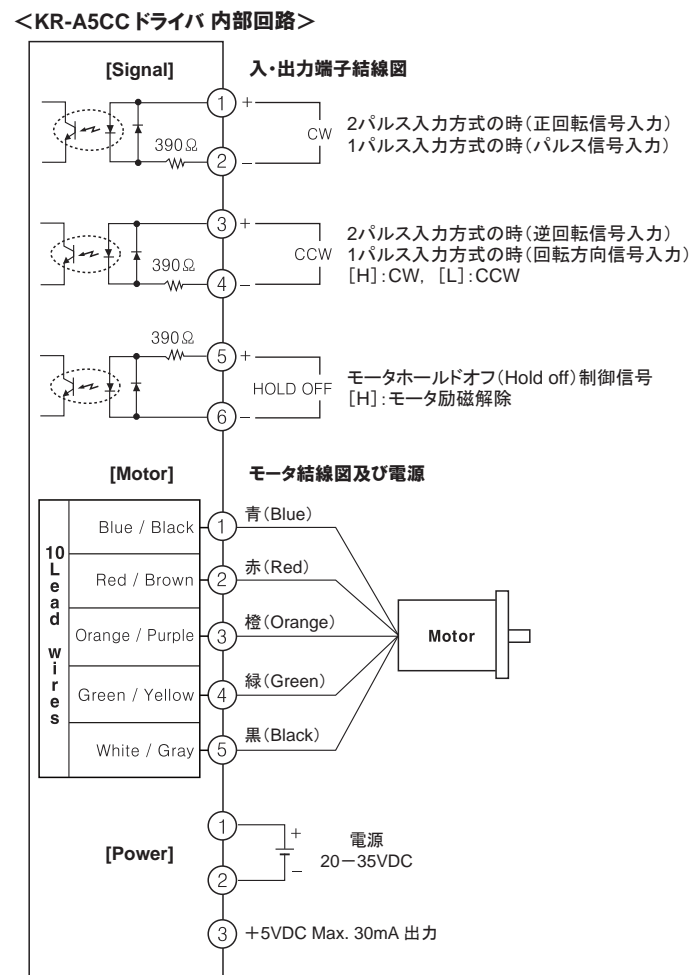 ＜KR-A5CCドライバ 内部回路＞
[Signal] 入・出力端子結線図
1 +
390Ω CW
2 −
2パルス入力方式の時（正回転信号入力）
1パルス入力方式の時（パルス信号入力）
3 +
390Ω CCW
4 −
2パルス入力方式の時（逆回転信号入力）
1パルス入力方式の時（回転方向信号入力）
［H］:CW, ［L］:CCW
390Ω
5 +
HOLD OFF
6 −
モータホールドオフ（Hold off）制御信号
［H］:モータ励磁解除
[Motor] モータ結線図及び電源
10 Lead wires
Blue / Black 1 青（Blue）
Red / Brown 2 赤（Red）
Orange / Purple 3 橙（Orange）
Green / Yellow 4 緑（Green）
White / Gray 5 黒（Black）
Motor
[Power]
1 +
2 −
電源
20−35VDC
3 +5VDC Max. 30mA 出力